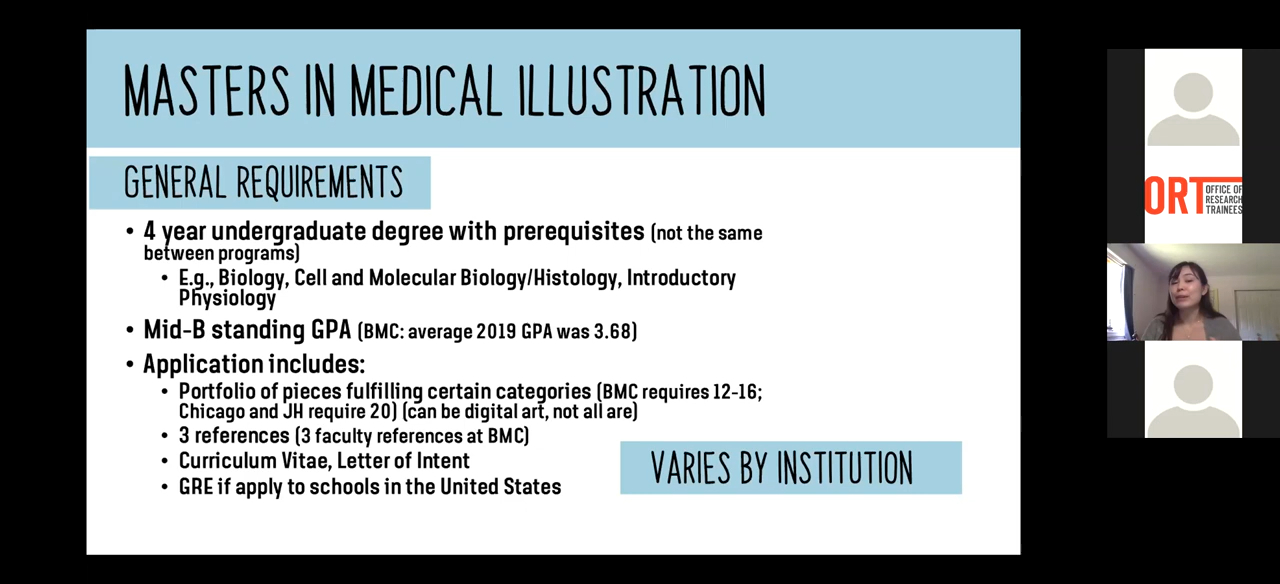 MASTERS IN MEDICAL ILLUSTRATION
GENERAL REQUIREMENTS
• 4 year undergraduate degree with prerequisites (not the same
between programs)
• E.g., Biology, Cell and Molecular Biology/Histology, Introductory
Physiology
• Mid-B standing GPA (BMC: average 2019 GPA was 3.68)
• Application includes:
• Portfolio of pieces fulfilling certain categories (BMC requires 12-16;
Chicago and JH require 20) (can be digital art, not all are)
• 3 references (3 faculty references at BMC)
• Curriculum Vitae, Letter of Intent
• GRE if apply to schools in the United States
VARIES BY INSTITUTION
ORT
OFFICE OF
RESEARCH
TRAINEES